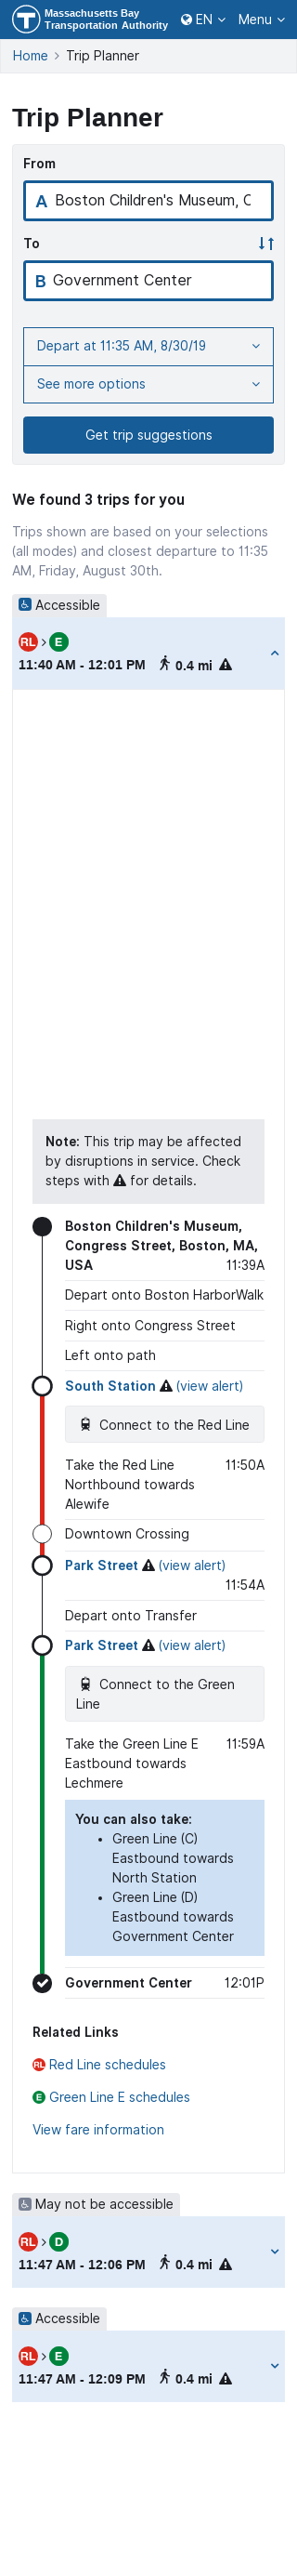 Massachusetts Bay
Transportation Authority
EN
Menu
Home > Trip Planner
Trip Planner
From
A Boston Children's Museum, C
To
B Government Center
Depart at 11:35 AM, 8/30/19
See more options
Get trip suggestions
We found 3 trips for you
Trips shown are based on your selections
(all modes) and closest departure to 11:35
AM, Friday, August 30th.
Accessible
RL > E
11:40 AM - 12:01 PM 0.4 mi
Note: This trip may be affected
by disruptions in service. Check
steps with for details.
Boston Children's Museum,
Congress Street, Boston, MA,
USA 11:39A
Depart onto Boston HarborWalk
Right onto Congress Street
Left onto path
South Station (view alert)
Connect to the Red Line
Take the Red Line 11:50A
Northbound towards
Alewife
Downtown Crossing
Park Street (view alert)
11:54A
Depart onto Transfer
Park Street (view alert)
Connect to the Green
Line
Take the Green Line E 11:59A
Eastbound towards
Lechmere
You can also take:
• Green Line (C)
Eastbound towards
North Station
• Green Line (D)
Eastbound towards
Government Center
Government Center 12:01P
Related Links
RL Red Line schedules
E Green Line E schedules
View fare information
May not be accessible
RL > D
11:47 AM - 12:06 PM 0.4 mi
Accessible
RL > E
11:47 AM - 12:09 PM 0.4 mi